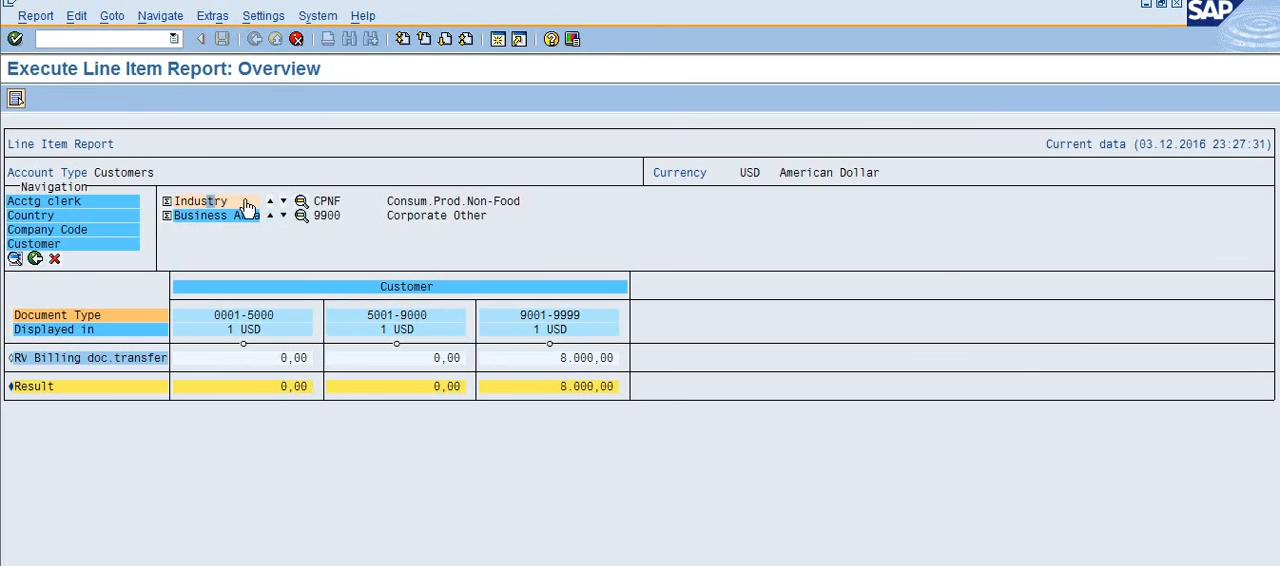 Report Edit Goto Navigate Extras Settings System Help
SAP
Execute Line Item Report: Overview
Line Item Report Current data (03.12.2016 23:27:31)
Account Type Customers Currency USD American Dollar
Navigation
Acctg clerk Industry CPNF Consum.Prod.Non-Food
Country Business Area 9900 Corporate Other
Company Code
Customer
Customer
Document Type 0001-5000 5001-9000 9001-9999
Displayed in 1 USD 1 USD 1 USD
RV Billing doc.transfer 0,00 0,00 8.000,00
Result 0,00 0,00 8.000,00